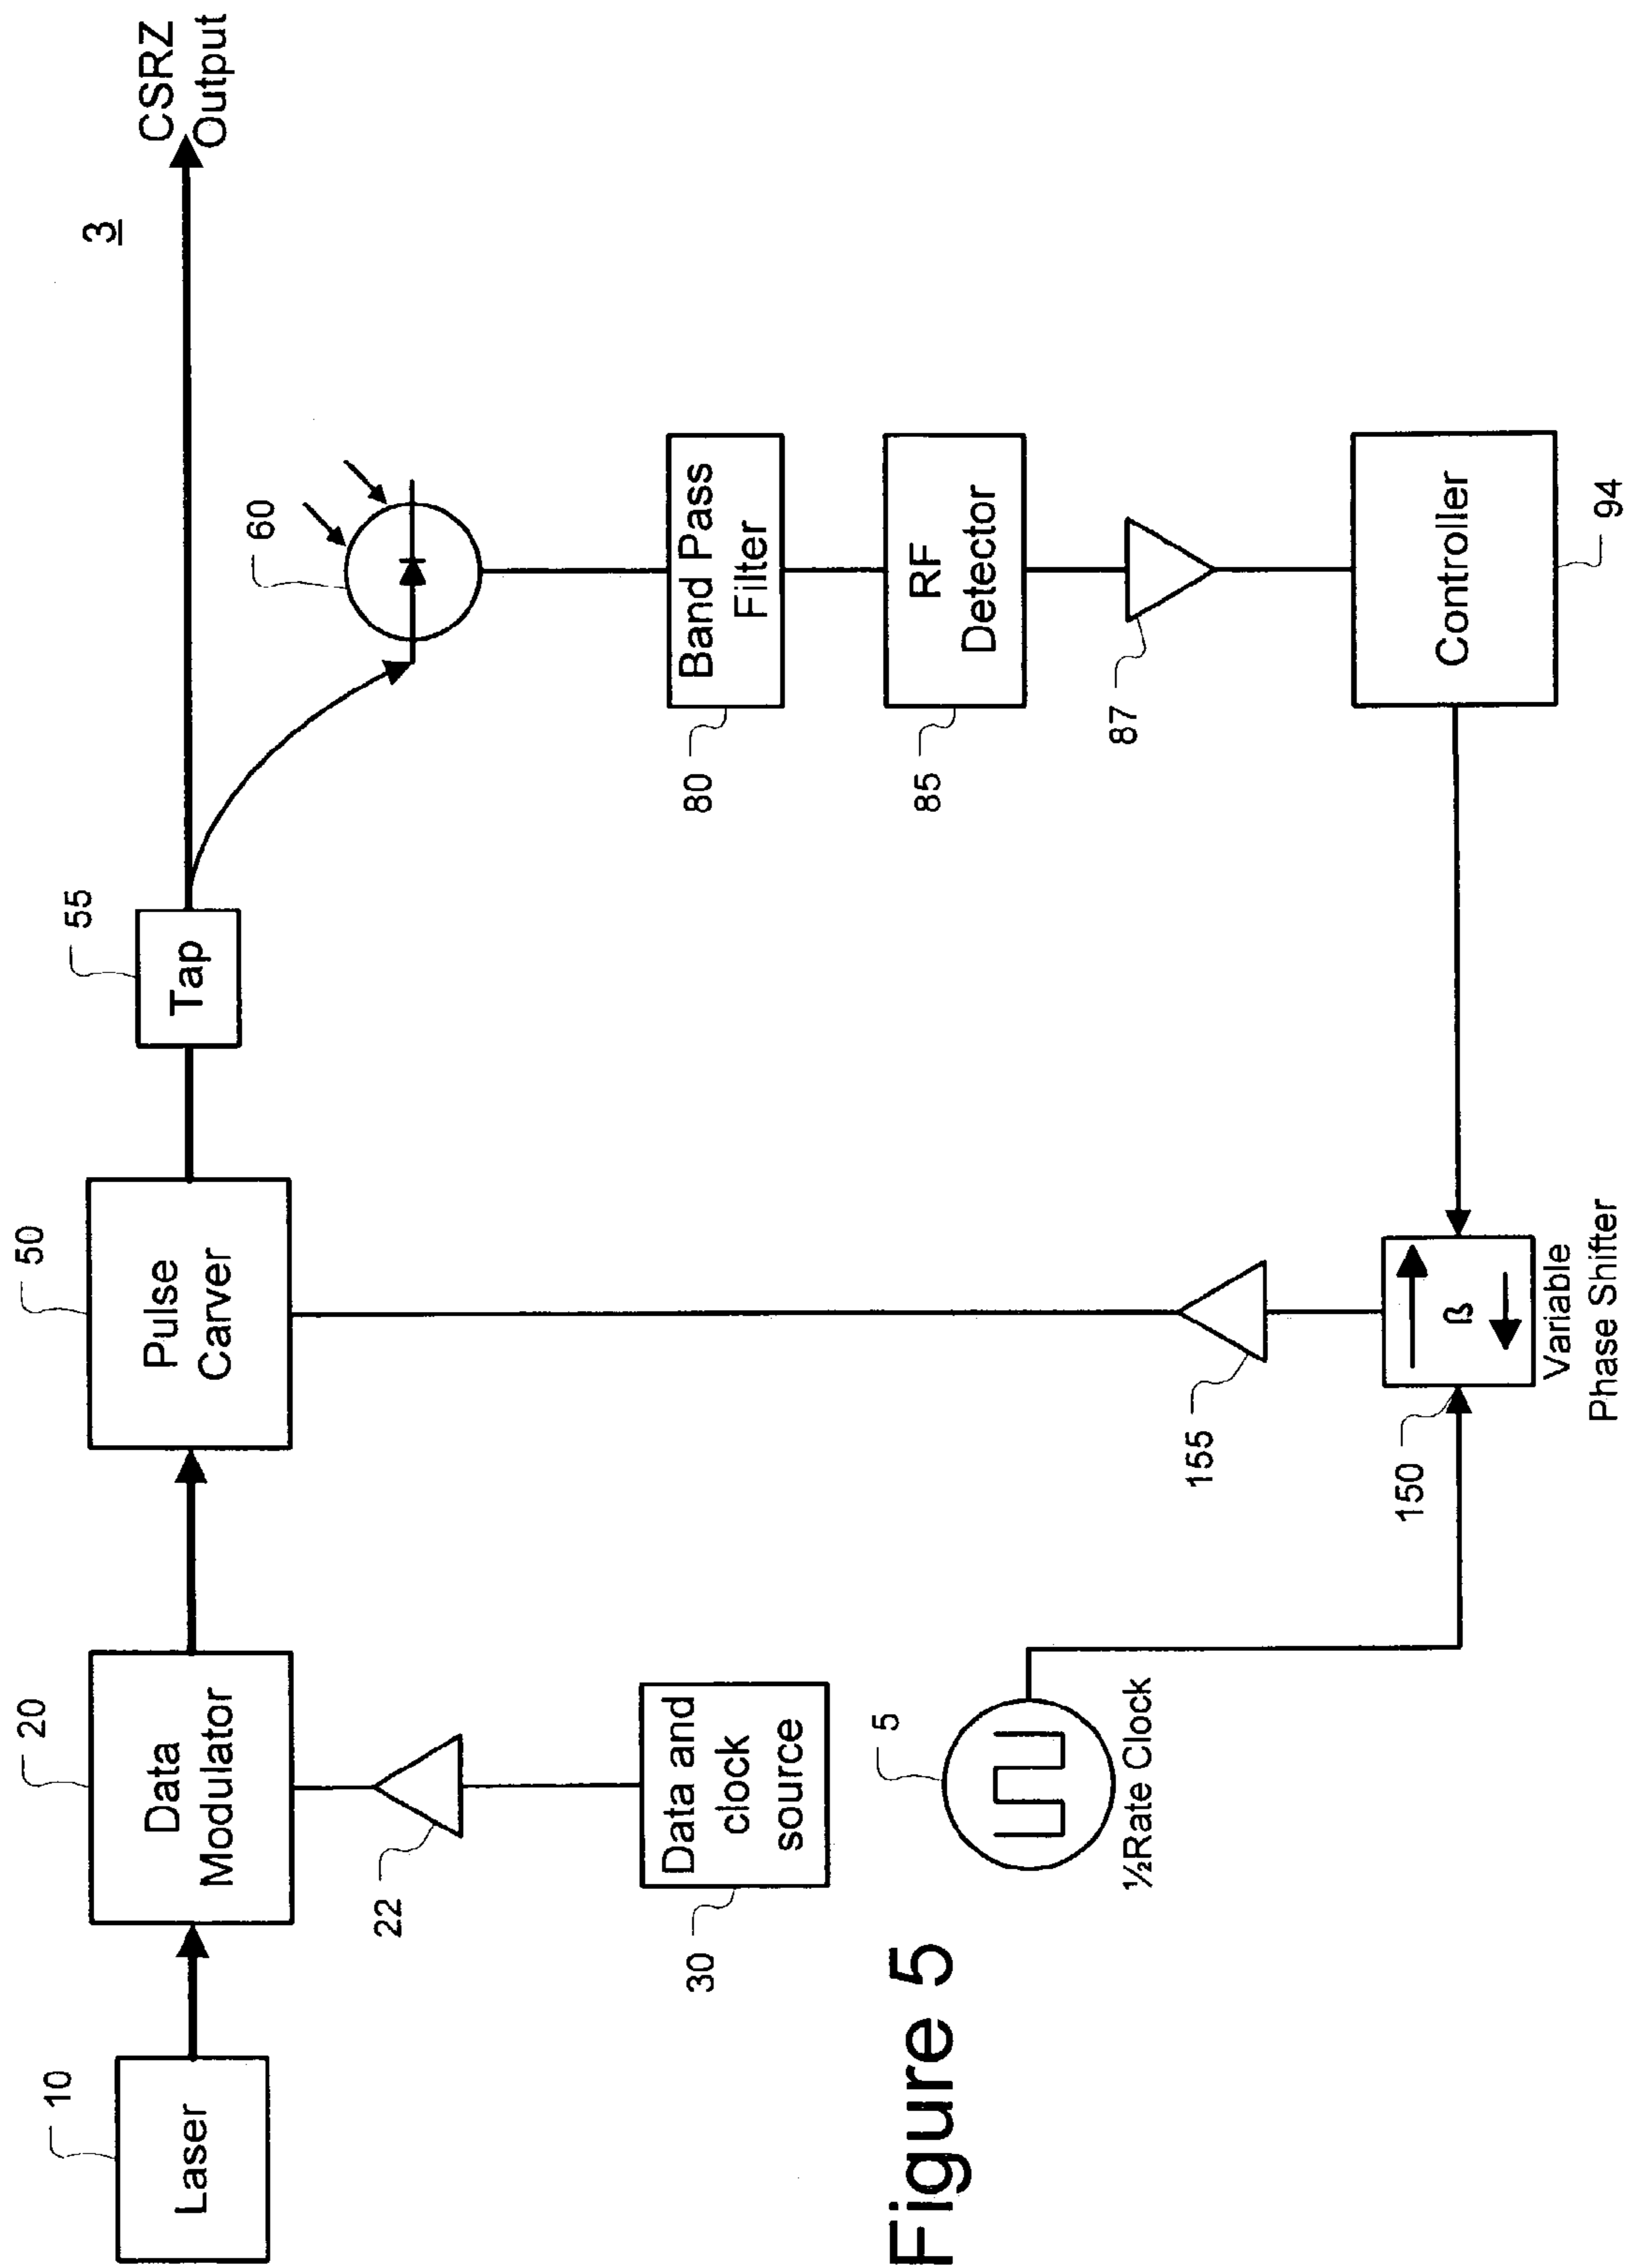 3
CSRZ
Output
10
Laser
20
Data
Modulator
50
Pulse
Carver
55
Tap
60
22
Data and
clock
source
30
Band Pass
Filter
80
RF
Detector
85
87
5
½Rate Clock
155
150
ß
Variable
Phase Shifter
Controller
94
Figure 5